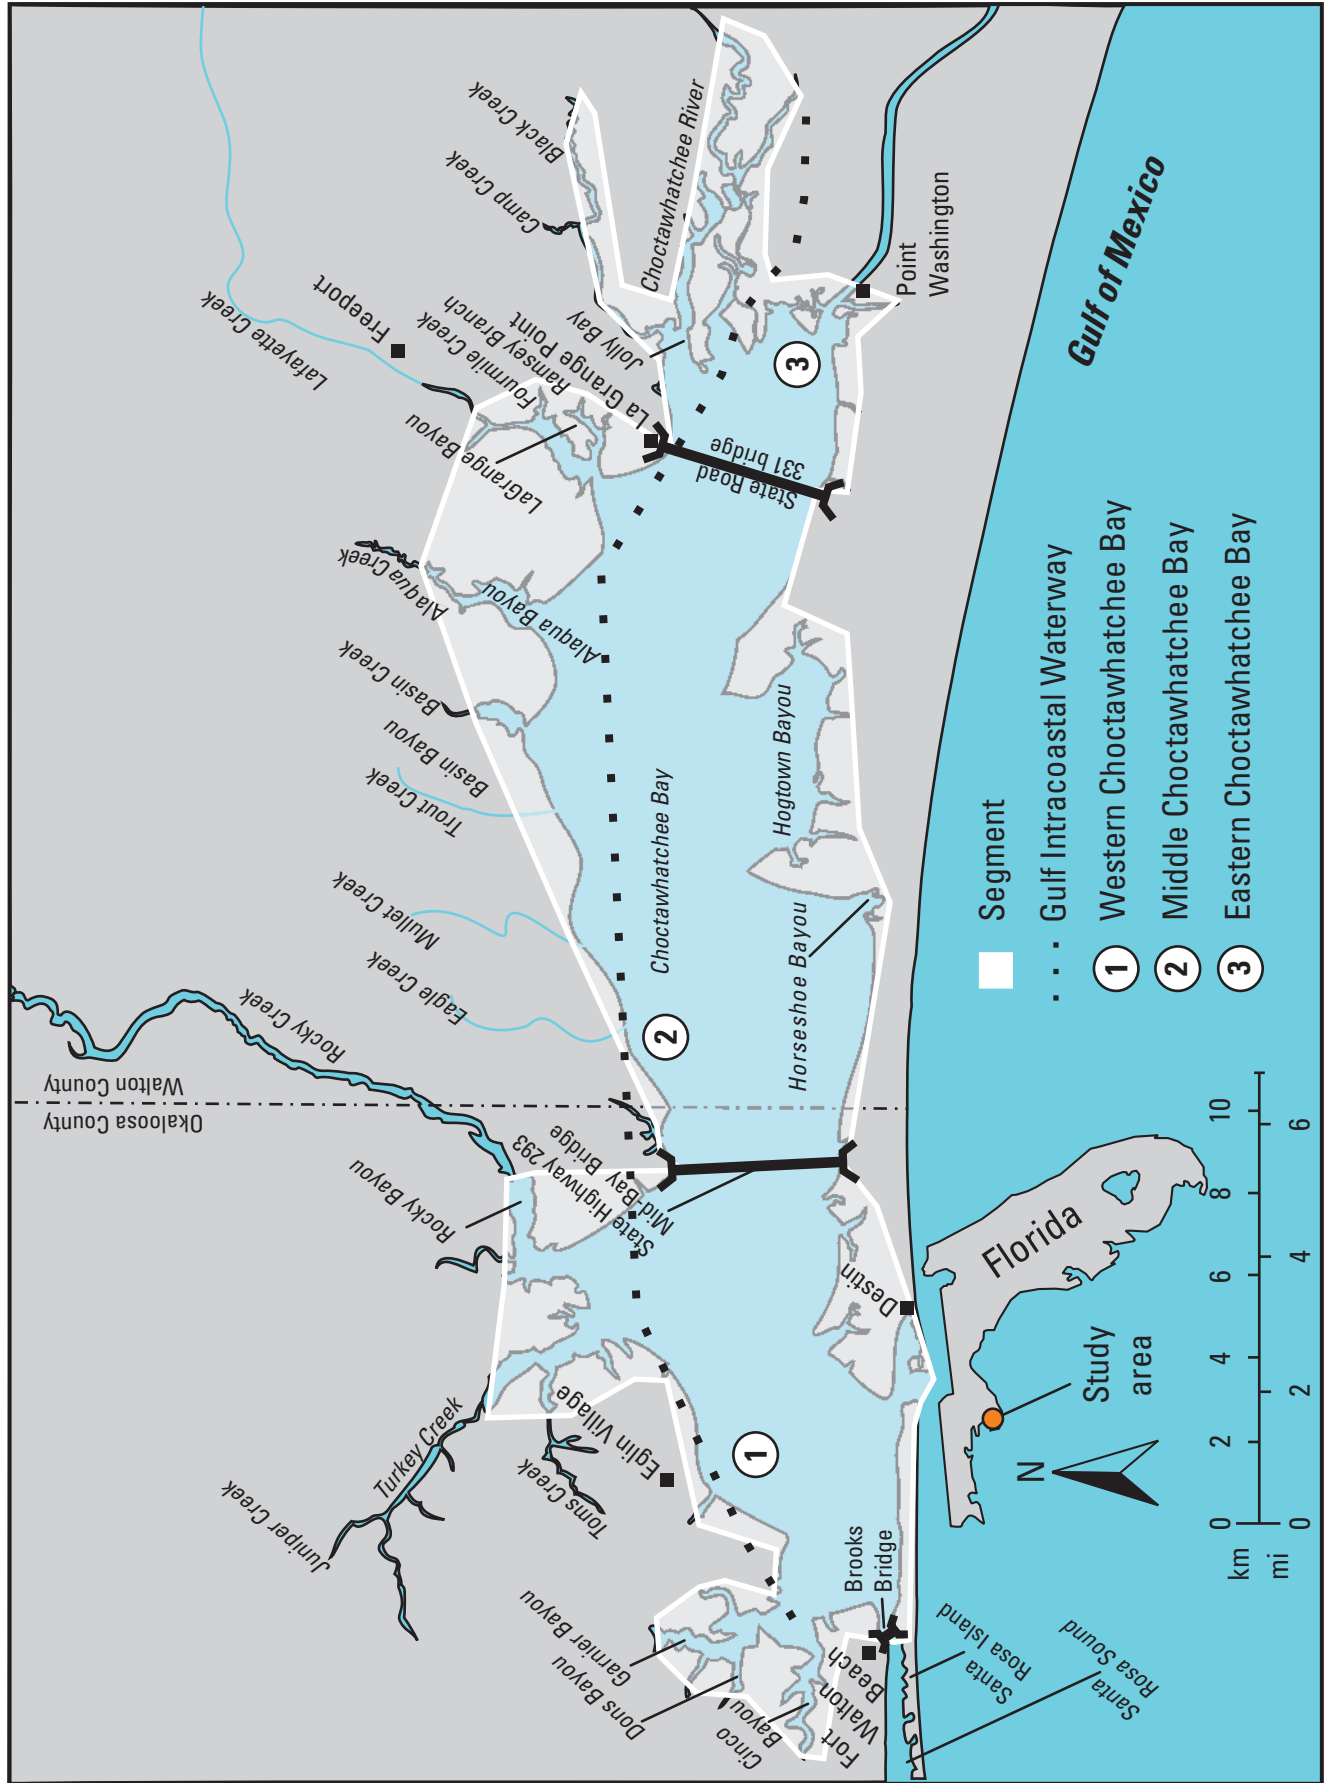 Juniper Creek
Turkey Creek
Toms Creek
Eglin Village
Garnier Bayou
Dons Bayou
Cinco
Bayou
Fort
Walton
Beach
Brooks
Bridge
Santa
Rosa Island
Santa
Rosa Sound
Rocky Bayou
State Highway 293
Mid-Bay
Bridge
Destin
Okaloosa County
Walton County
Rocky Creek
Eagle Creek
Mullet Creek
Trout Creek
Basin Bayou
Basin Creek
Alaqua Creek
Alaqua Bayou
Choctawhatchee Bay
Horseshoe Bayou
Hogtown Bayou
LaGrange Bayou
Lafayette Creek
Freeport
Fourmile Creek
Ramsey Branch
La Grange Point
Jolly Bay
State Road
331 bridge
Camp Creek
Black Creek
Choctawhatchee River
Point
Washington
Gulf of Mexico
1
2
3
Segment
Gulf Intracoastal Waterway
1 Western Choctawhatchee Bay
2 Middle Choctawhatchee Bay
3 Eastern Choctawhatchee Bay
Florida
Study
area
N
km 0 2 4 6 8 10
mi 0 2 4 6